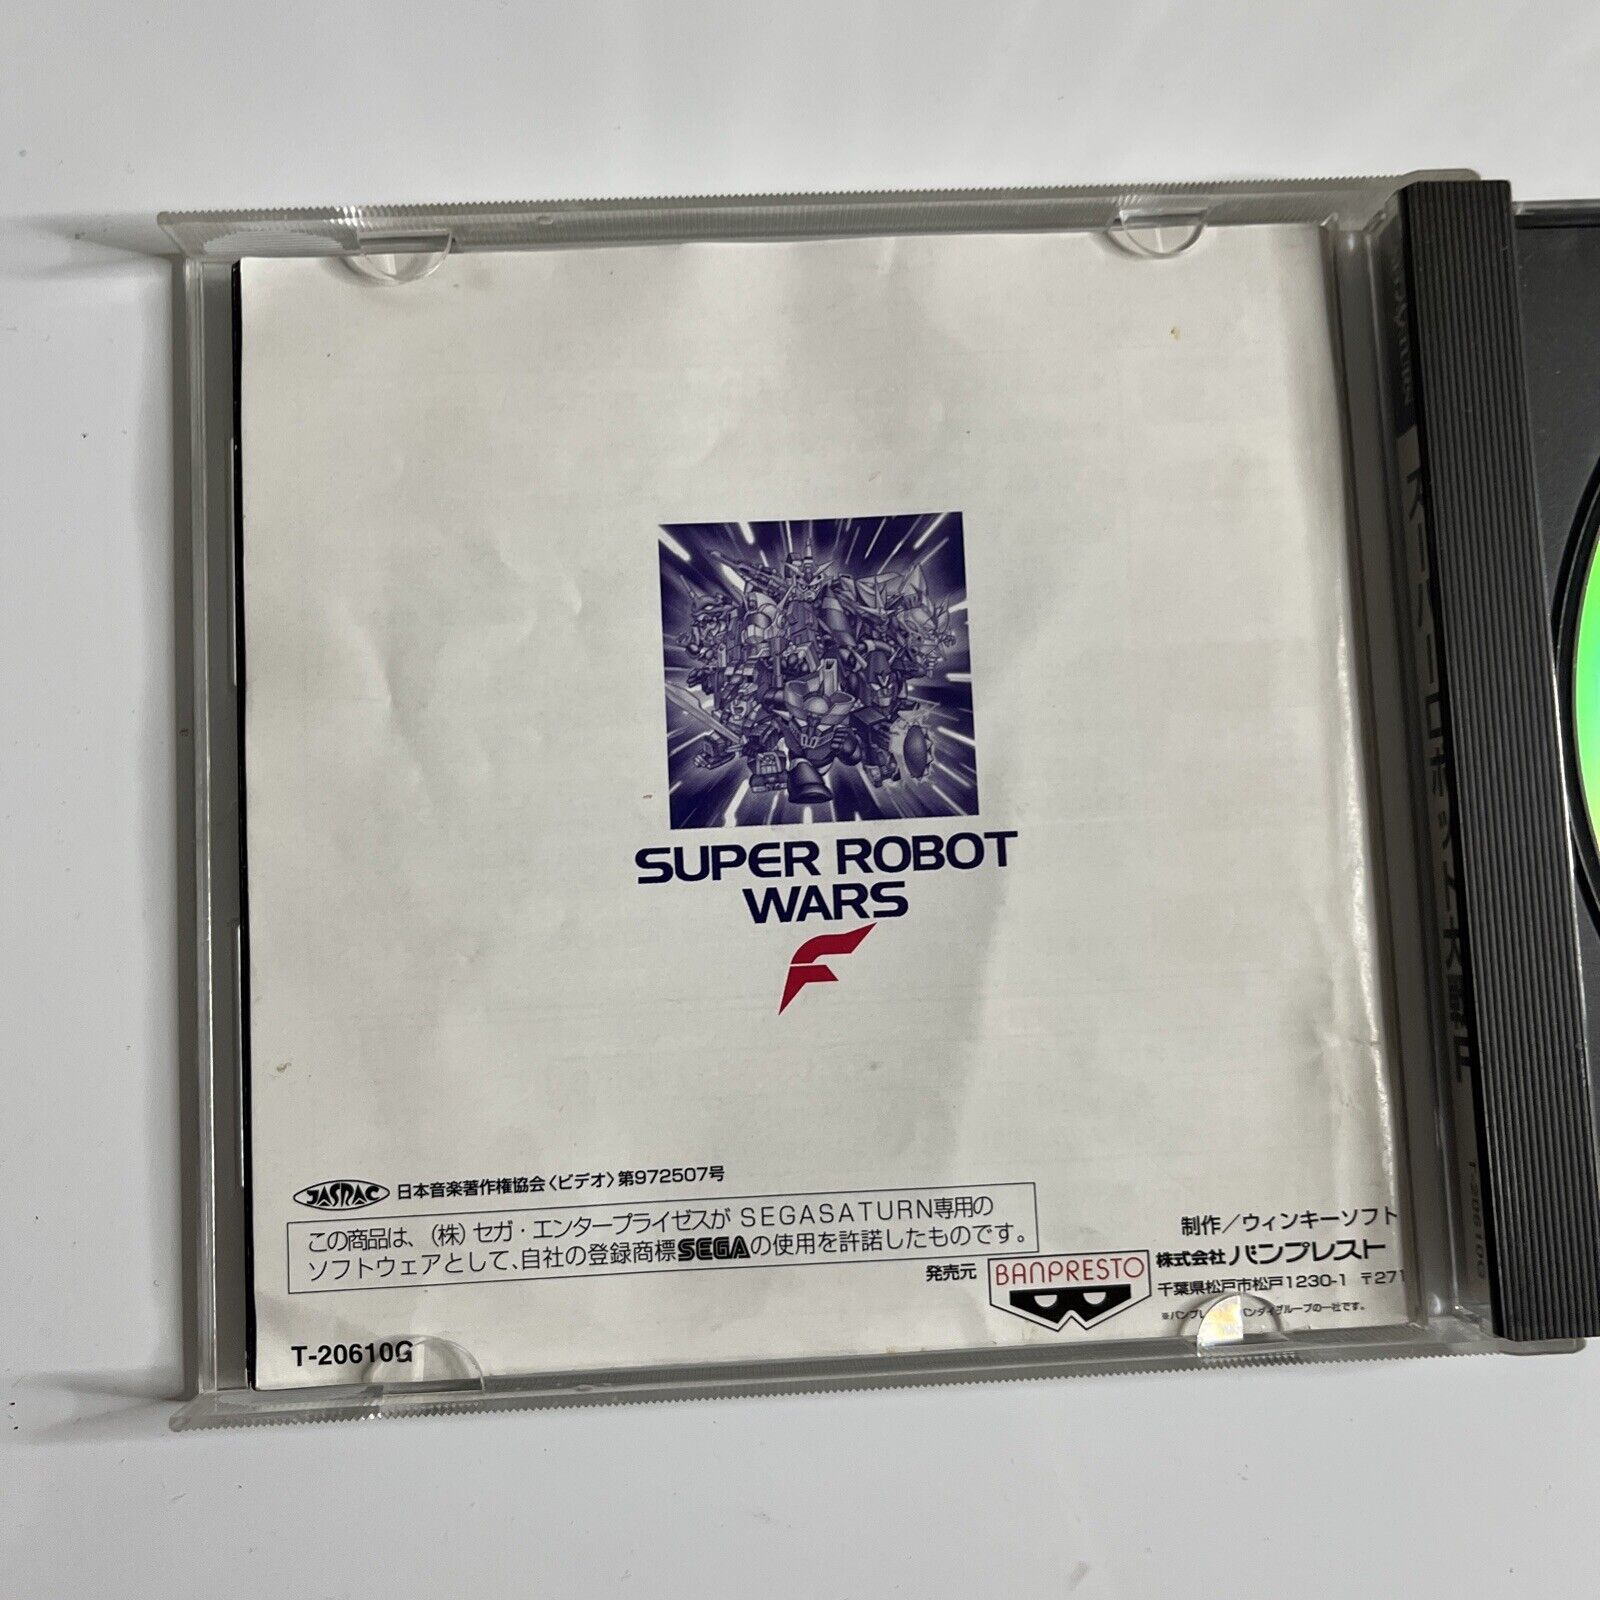 SUPER ROBOT
WARS
F
JASRAC 日本音楽著作権協会〈ビデオ〉第972507号
この商品は、(株)セガ・エンタープライゼスが SEGASATURN専用の
ソフトウェアとして、自社の登録商標SEGAの使用を許諾したものです。
制作/ウィンキーソフト
発売元
BANPRESTO
株式会社バンプレスト
千葉県松戸市松戸1230-1 〒271
T-20610G
T-20610G